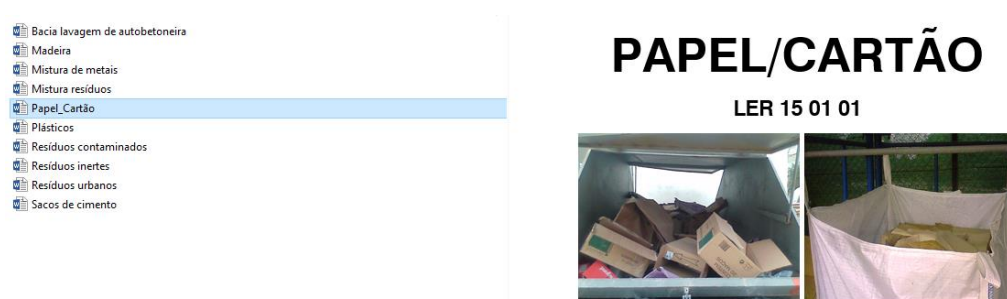 Bacia lavagem de autobetoneira
Madeira
Mistura de metais
Mistura resíduos
Papel_Cartão
Plásticos
Resíduos contaminados
Resíduos inertes
Resíduos urbanos
Sacos de cimento
PAPEL/CARTÃO
LER 15 01 01